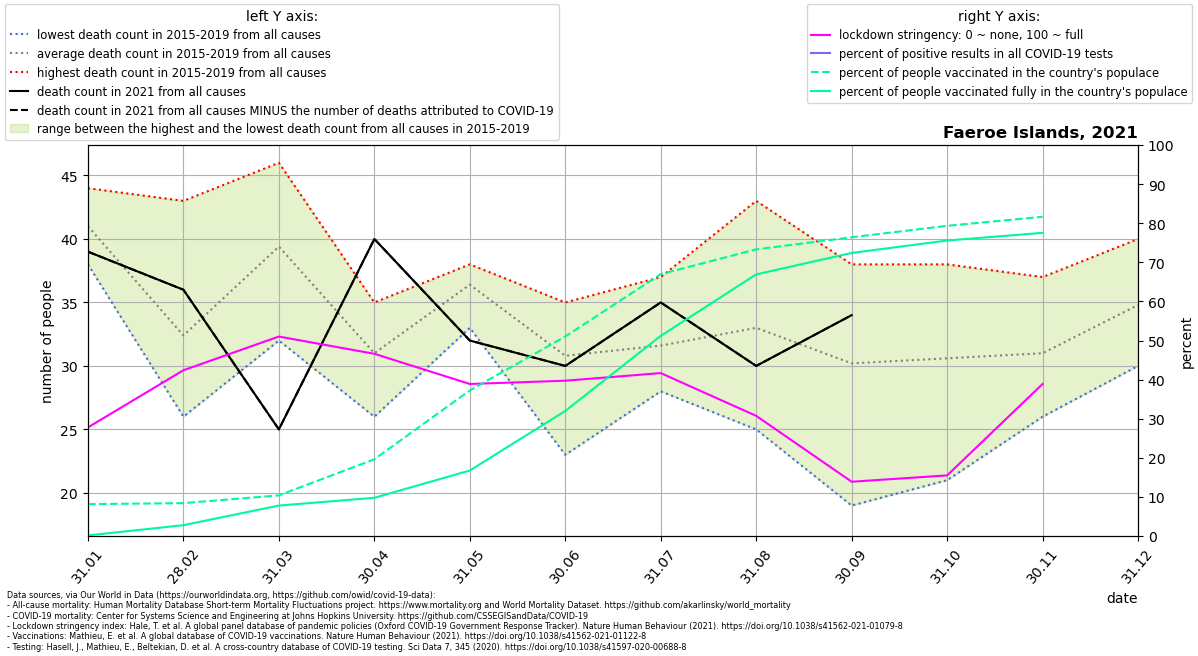 left Y axis:
lowest death count in 2015-2019 from all causes
average death count in 2015-2019 from all causes
highest death count in 2015-2019 from all causes
death count in 2021 from all causes
death count in 2021 from all causes MINUS the number of deaths attributed to COVID-19
range between the highest and the lowest death count from all causes in 2015-2019
right Y axis:
lockdown stringency: 0 ~ none, 100 ~ full
percent of positive results in all COVID-19 tests
percent of people vaccinated in the country's populace
percent of people vaccinated fully in the country's populace
Faeroe Islands, 2021
number of people
45
40
35
30
25
20
100
90
80
70
60
50
40
30
20
10
0
percent
31.01
28.02
31.03
30.04
31.05
30.06
31.07
31.08
30.09
31.10
30.11
31.12
date
Data sources, via Our World in Data (https://ourworldindata.org, https://github.com/owid/covid-19-data):
- All-cause mortality: Human Mortality Database Short-term Mortality Fluctuations project. https://www.mortality.org and World Mortality Dataset. https://github.com/akarlinsky/world_mortality
- COVID-19 mortality: Center for Systems Science and Engineering at Johns Hopkins University. https://github.com/CSSEGISandData/COVID-19
- Lockdown stringency index: Hale, T. et al. A global panel database of pandemic policies (Oxford COVID-19 Government Response Tracker). Nature Human Behaviour (2021). https://doi.org/10.1038/s41562-021-01079-8
- Vaccinations: Mathieu, E. et al. A global database of COVID-19 vaccinations. Nature Human Behaviour (2021). https://doi.org/10.1038/s41562-021-01122-8
- Testing: Hasell, J., Mathieu, E., Beltekian, D. et al. A cross-country database of COVID-19 testing. Sci Data 7, 345 (2020). https://doi.org/10.1038/s41597-020-00688-8